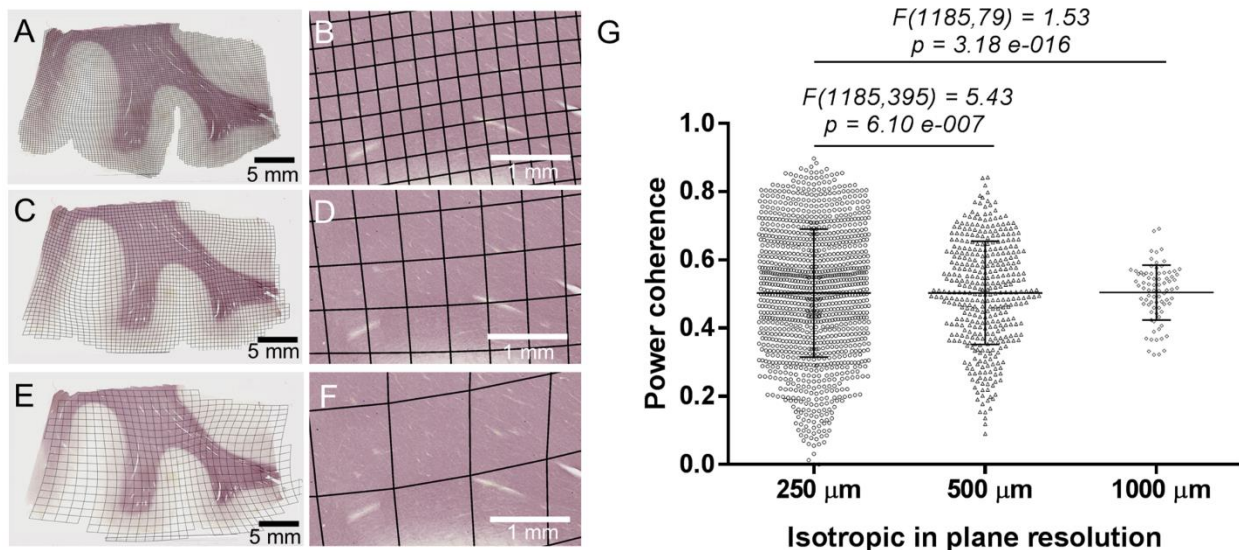 A
5 mm
B
1 mm
C
5 mm
D
1 mm
E
5 mm
F
1 mm
G
F(1185,79) = 1.53
p = 3.18 e-016
F(1185,395) = 5.43
p = 6.10 e-007
Power coherence
1.0
0.8
0.6
0.4
0.2
0.0
250 μm 500 μm 1000 μm
Isotropic in plane resolution